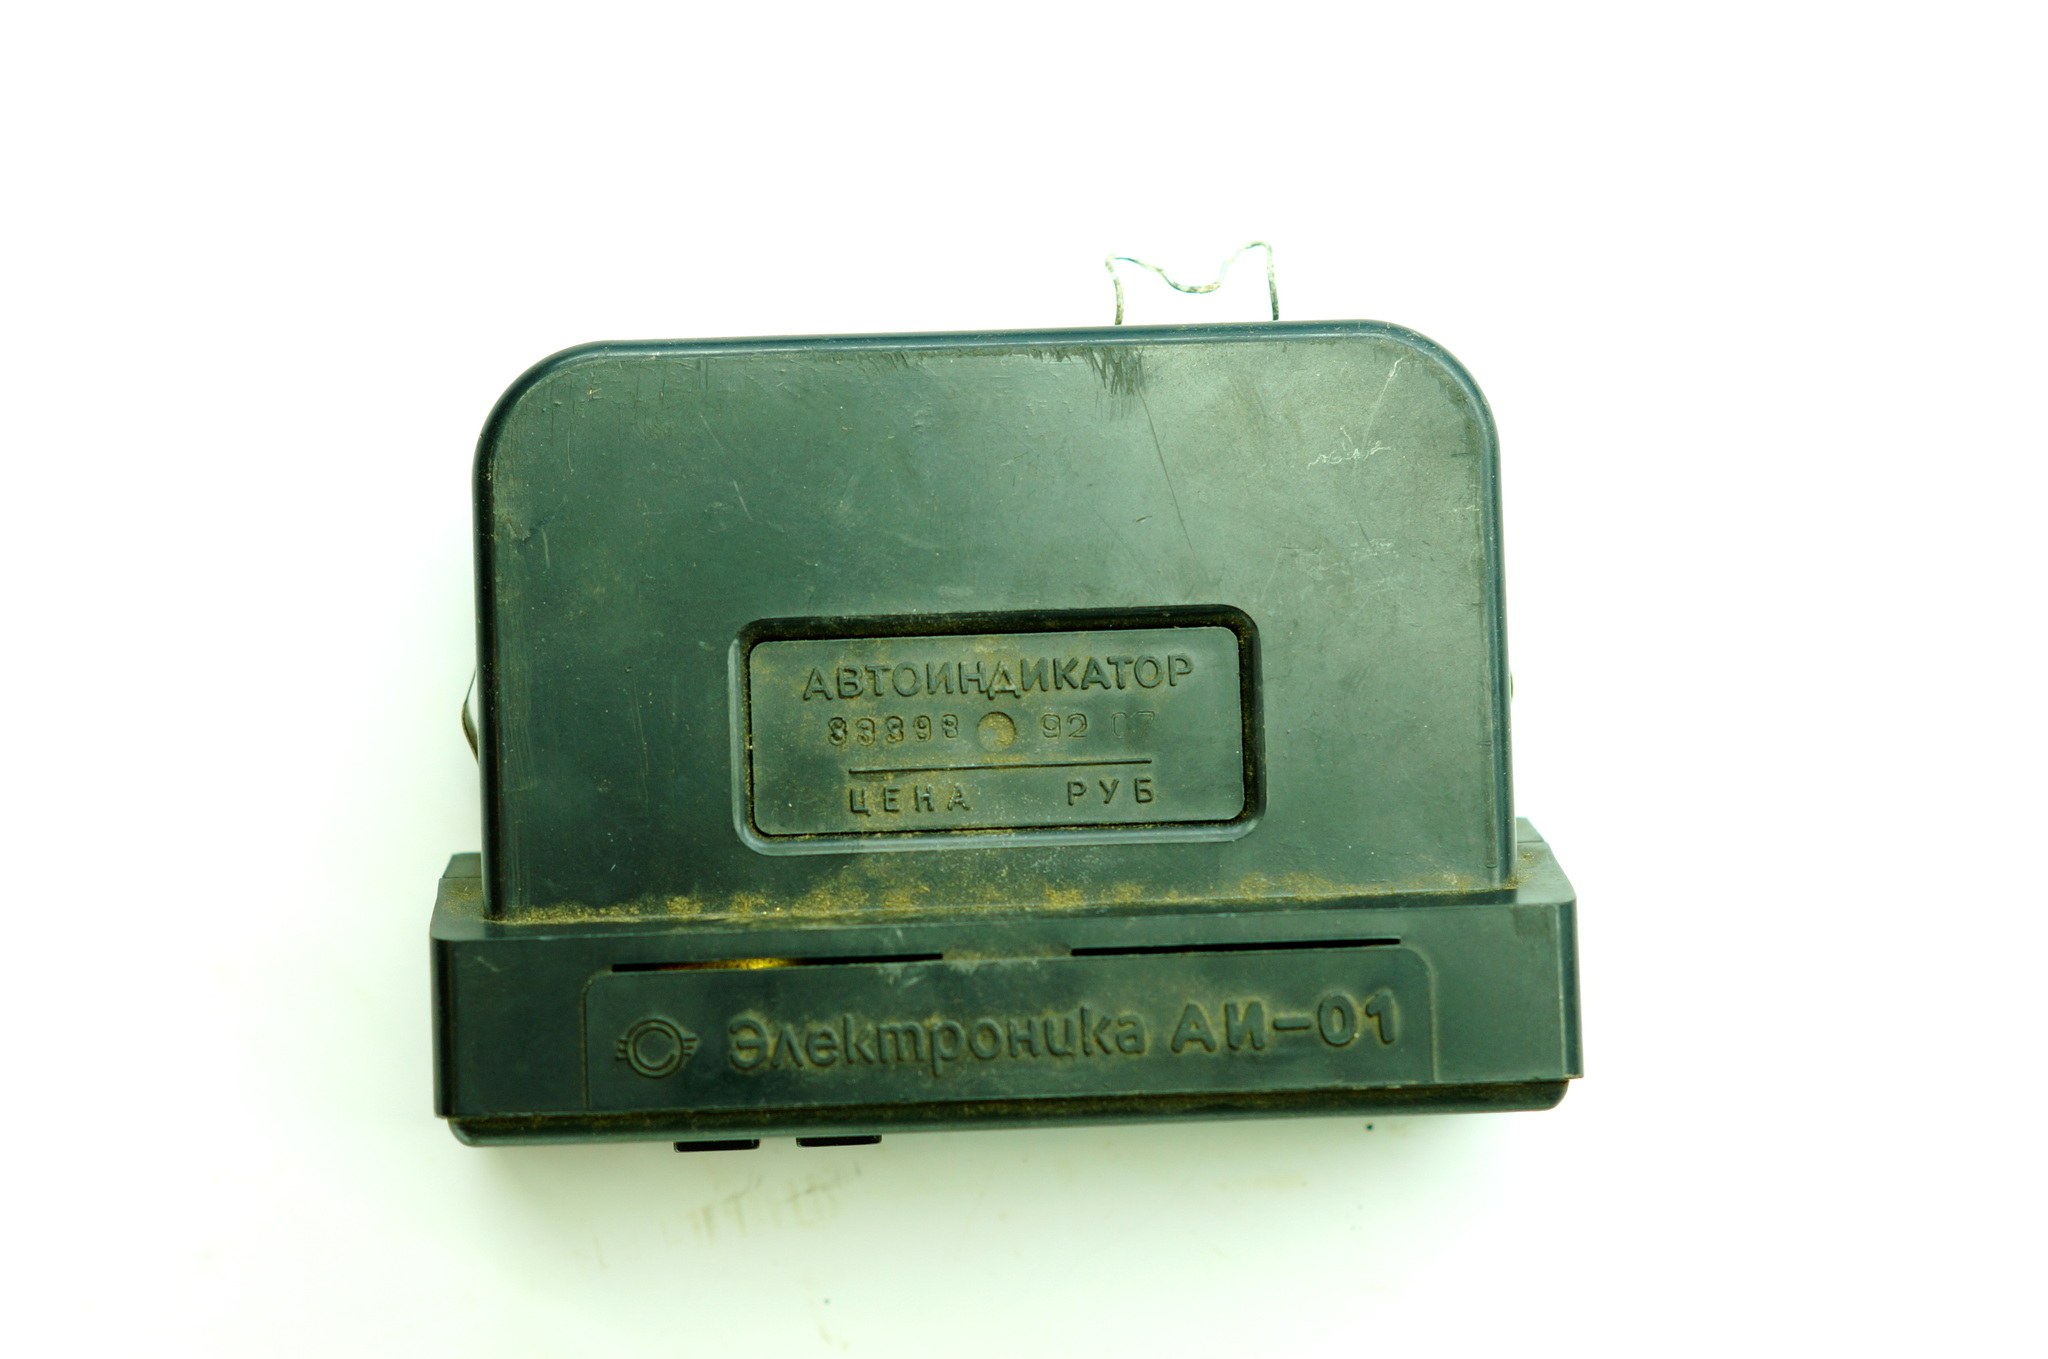 АВТОИНДИКАТОР
33398 92 07
ЦЕНА РУБ
Электроника АИ-01